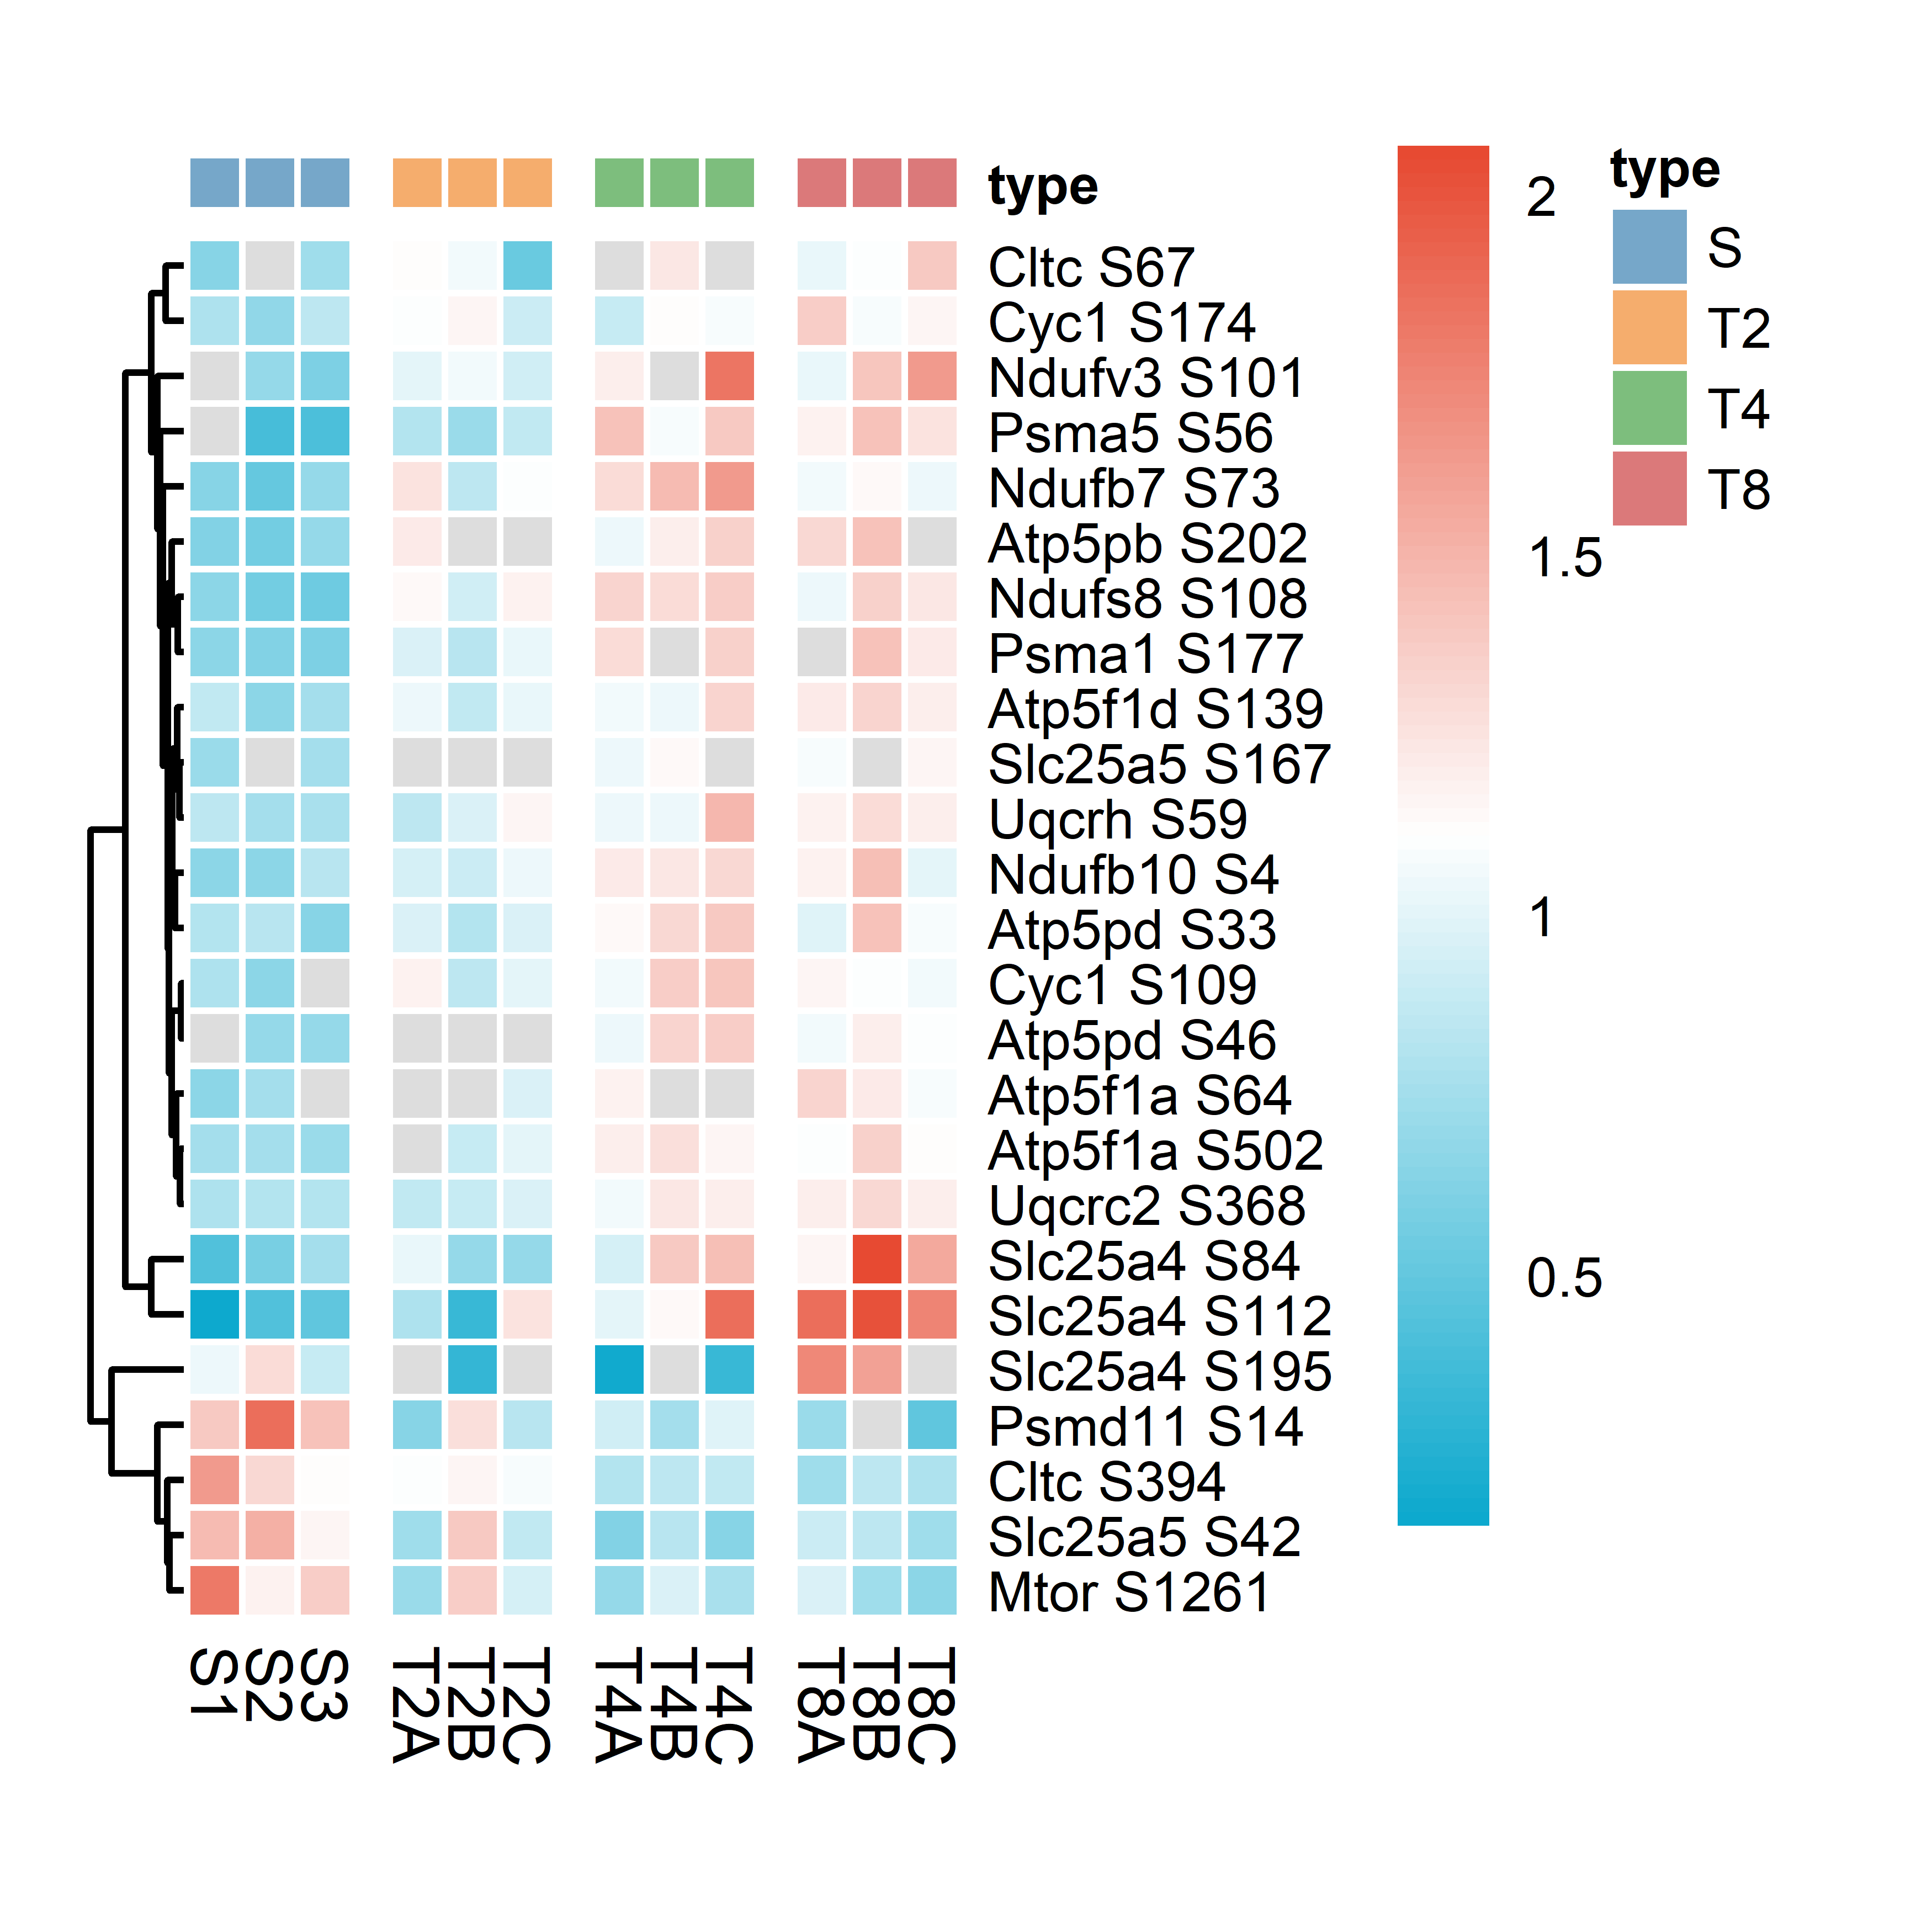 type
Cltc S67
Cyc1 S174
Ndufv3 S101
Psma5 S56
Ndufb7 S73
Atp5pb S202
Ndufs8 S108
Psma1 S177
Atp5f1d S139
Slc25a5 S167
Uqcrh S59
Ndufb10 S4
Atp5pd S33
Cyc1 S109
Atp5pd S46
Atp5f1a S64
Atp5f1a S502
Uqcrc2 S368
Slc25a4 S84
Slc25a4 S112
Slc25a4 S195
Psmd11 S14
Cltc S394
Slc25a5 S42
Mtor S1261
S1
S2
S3
T2A
T2B
T2C
T4A
T4B
T4C
T8A
T8B
T8C
2
1.5
1
0.5
type
S
T2
T4
T8